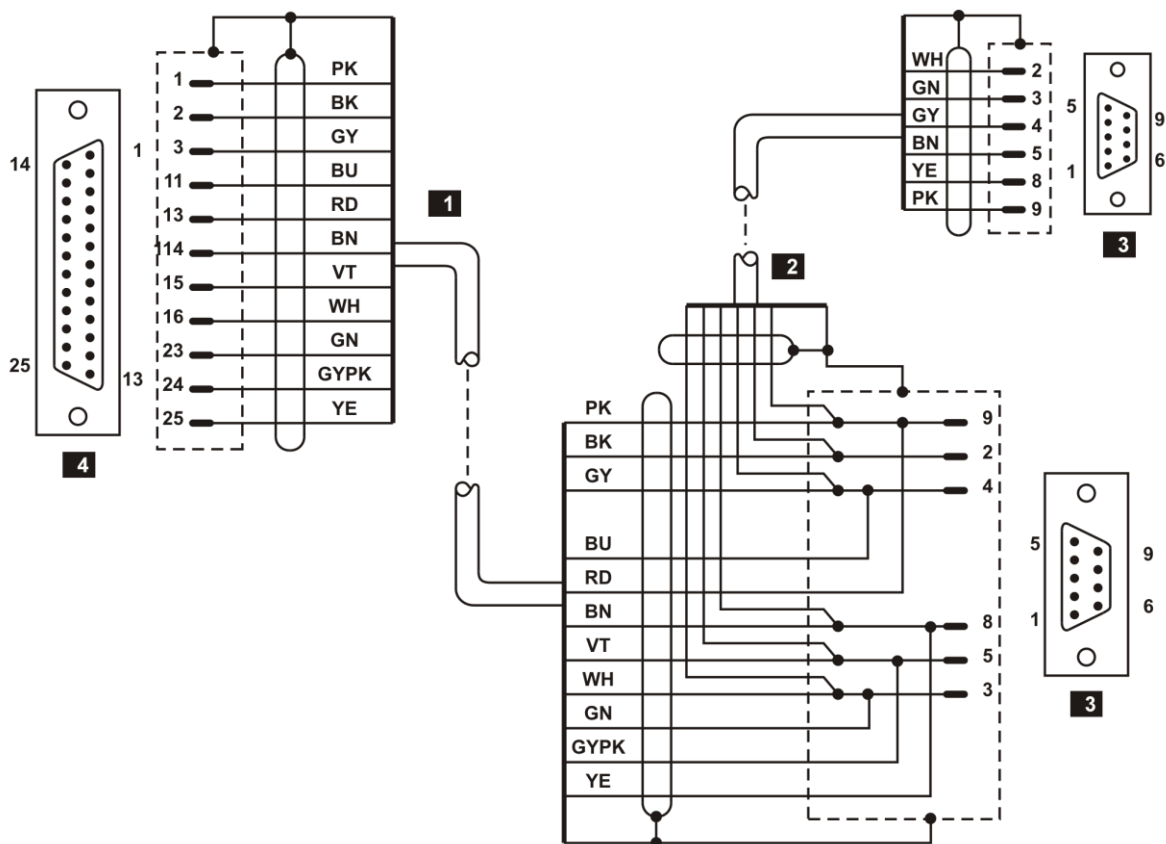 14
1
25
13
4
1 PK
2 BK
3 GY
11 BU
13 RD
114 BN
15 VT
16 WH
23 GN
24 GYPK
25 YE
1
WH 2
GN 3
GY 4
BN 5
YE 8
PK 9
5
9
1
6
3
2
PK 9
BK 2
GY 4
BU
RD
BN 8
VT 5
WH 3
GN
GYPK
YE
5
9
1
6
3